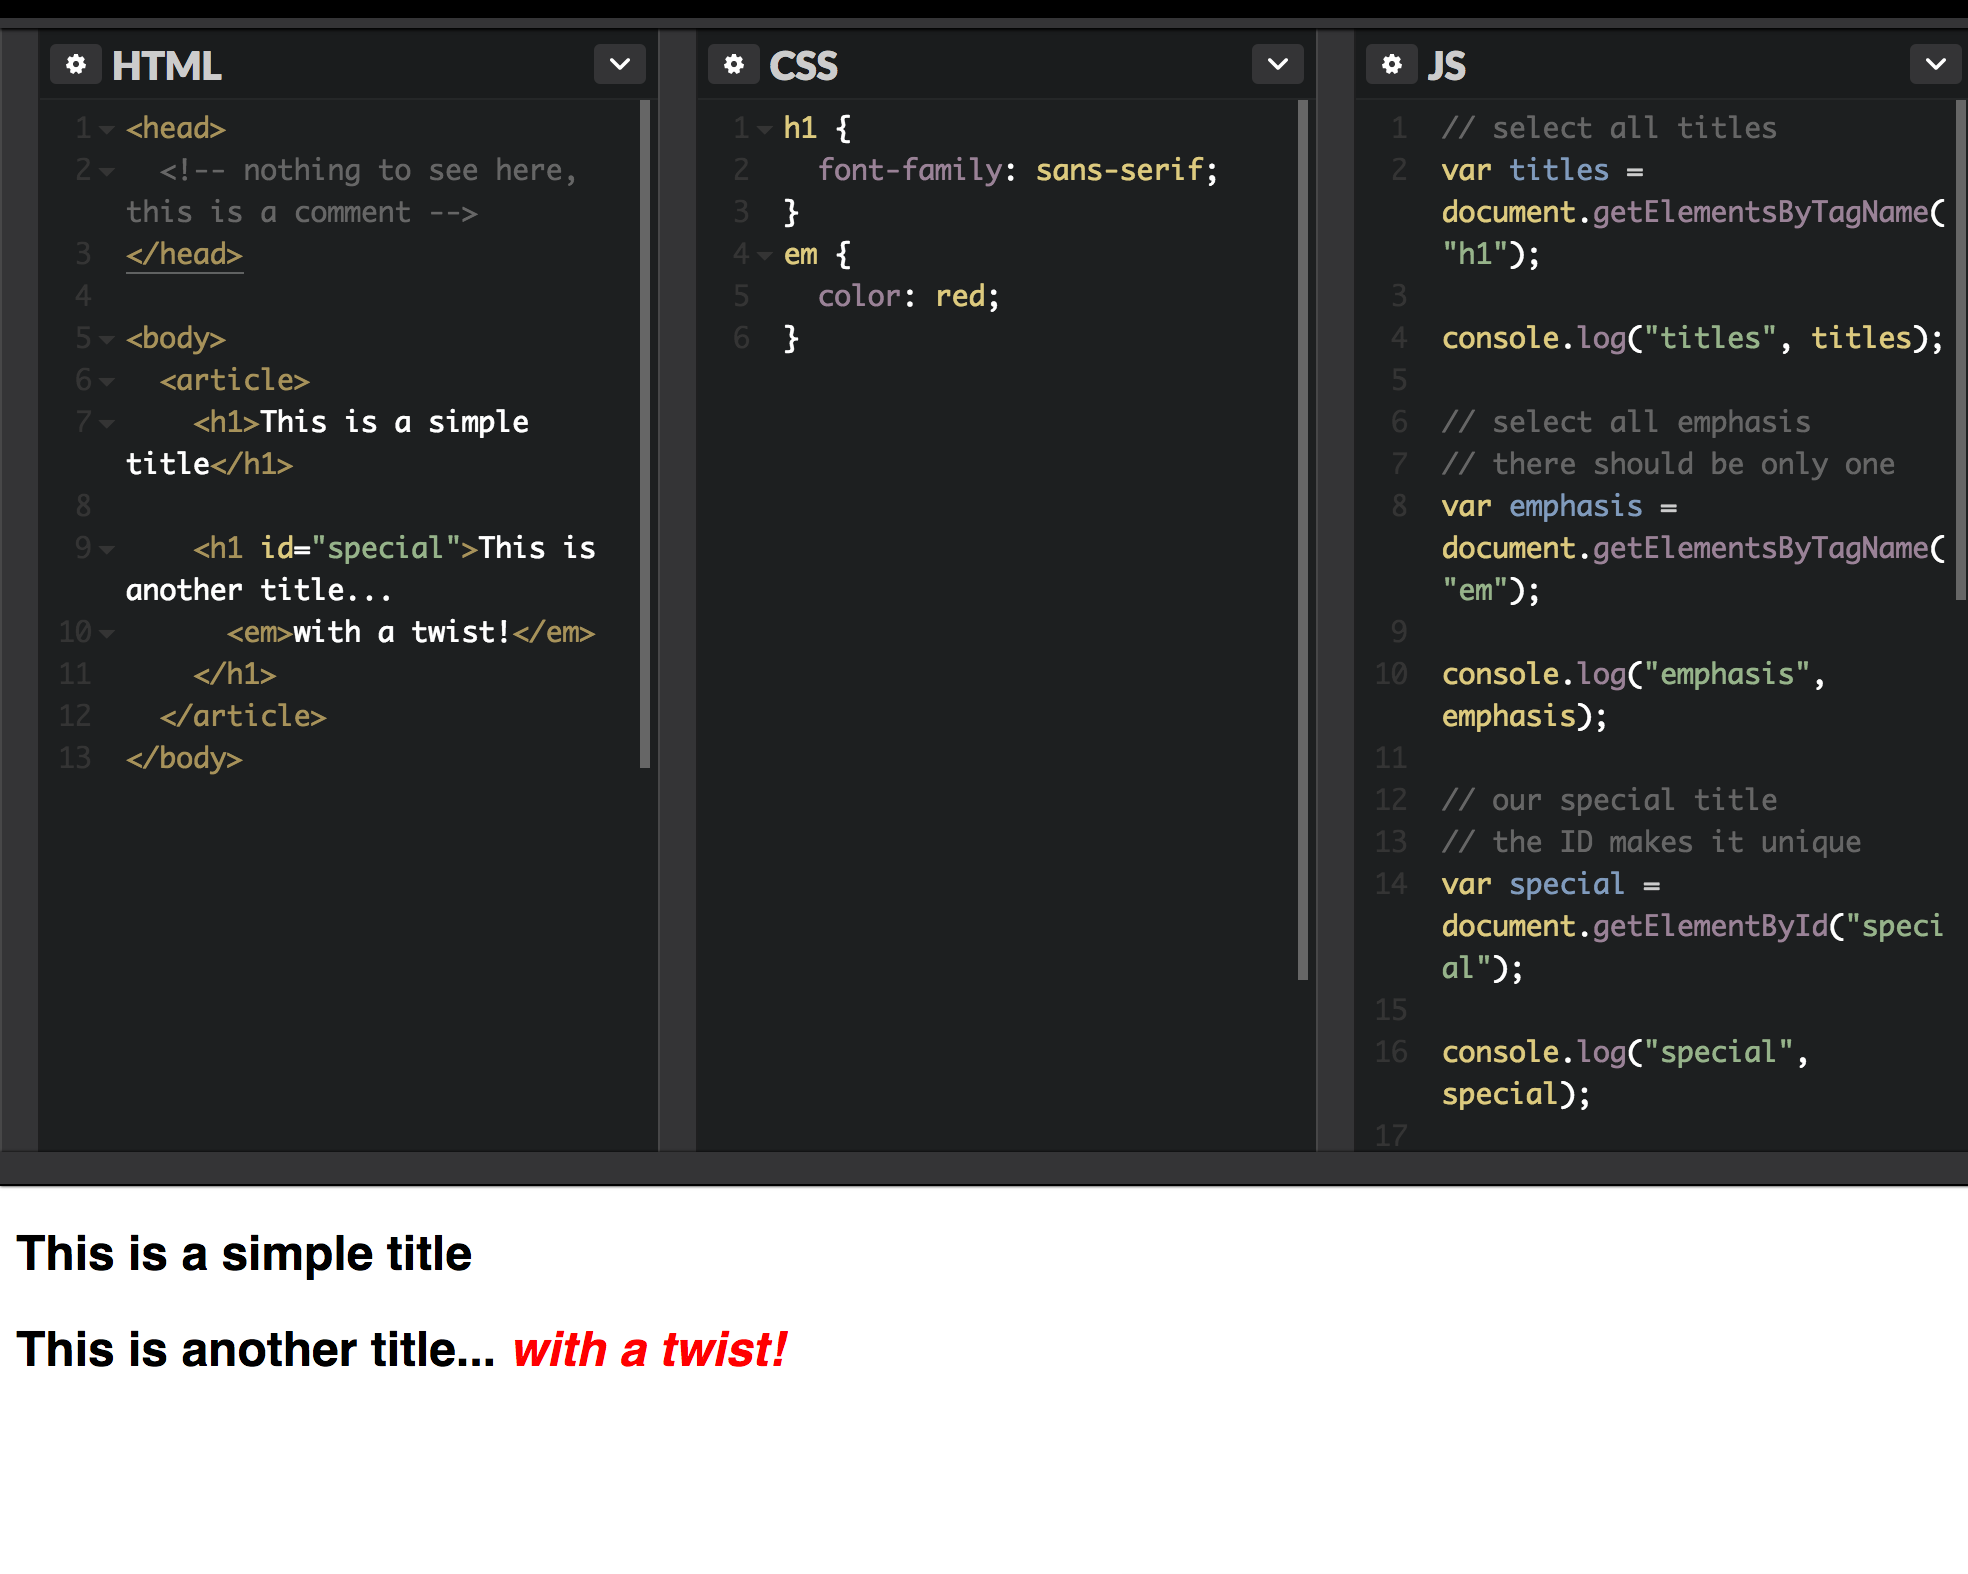 HTML
1 <head>
2 <!-- nothing to see here,
this is a comment -->
3 </head>
4
5 <body>
6 <article>
7 <h1>This is a simple
title</h1>
8
9 <h1 id="special">This is
another title...
10 <em>with a twist!</em>
11 </h1>
12 </article>
13 </body>
CSS
1 h1 {
2 font-family: sans-serif;
3 }
4 em {
5 color: red;
6 }
JS
1 // select all titles
2 var titles =
document.getElementsByTagName(
"h1");
3
4 console.log("titles", titles);
5
6 // select all emphasis
7 // there should be only one
8 var emphasis =
document.getElementsByTagName(
"em");
9
10 console.log("emphasis",
emphasis);
11
12 // our special title
13 // the ID makes it unique
14 var special =
document.getElementById("speci
al");
15
16 console.log("special",
special);
17
This is a simple title
This is another title... with a twist!